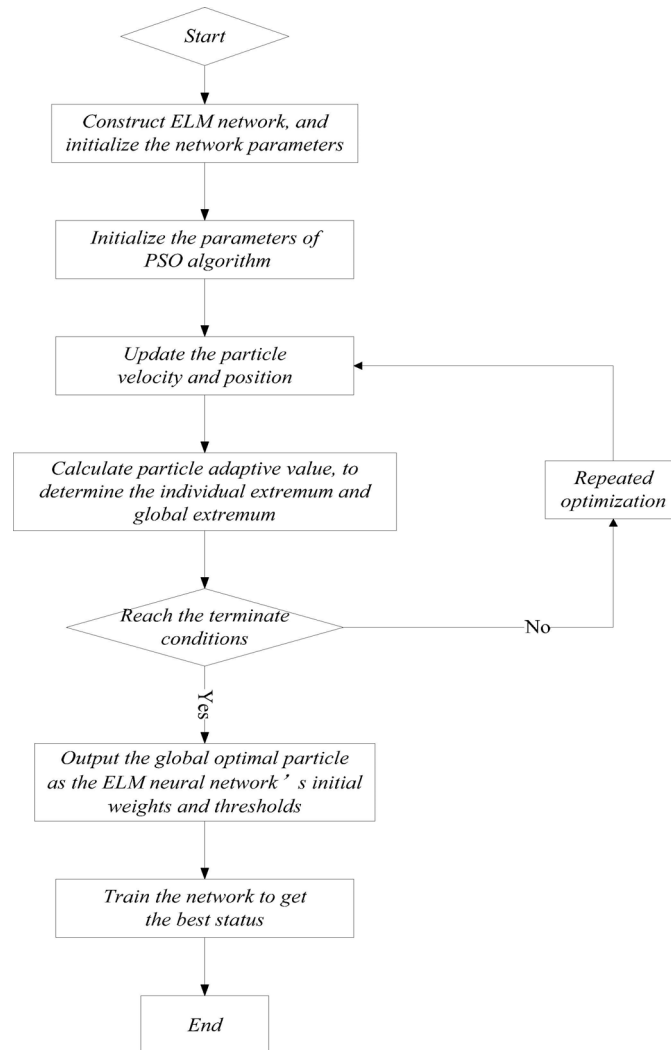 Start
Construct ELM network, and
initialize the network parameters
Initialize the parameters of
PSO algorithm
Update the particle
velocity and position
Calculate particle adaptive value, to
determine the individual extremum and
global extremum
Repeated
optimization
Reach the terminate
conditions
No
Yes
Output the global optimal particle
as the ELM neural network’s initial
weights and thresholds
Train the network to get
the best status
End